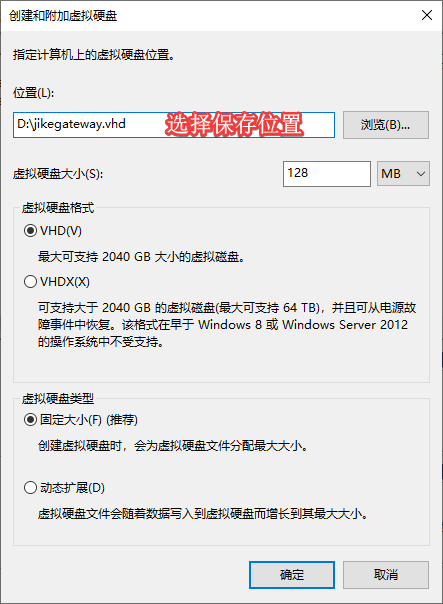 创建和附加虚拟硬盘
指定计算机上的虚拟硬盘位置。
位置(L):
D:\jikegateway.vhd
选择保存位置
浏览(B)...
虚拟硬盘大小(S):
128
MB
虚拟硬盘格式
VHD(V)
最大可支持 2040 GB 大小的虚拟磁盘。
VHDX(X)
可支持大于 2040 GB 的虚拟磁盘(最大可支持 64 TB)，并且可从电源故
障事件中恢复。该格式在早于 Windows 8 或 Windows Server 2012
的操作系统中不受支持。
虚拟硬盘类型
固定大小(F) (推荐)
创建虚拟硬盘时，会为虚拟硬盘文件分配最大大小。
动态扩展(D)
虚拟硬盘文件会随着数据写入到虚拟硬盘而增长到其最大大小。
确定
取消